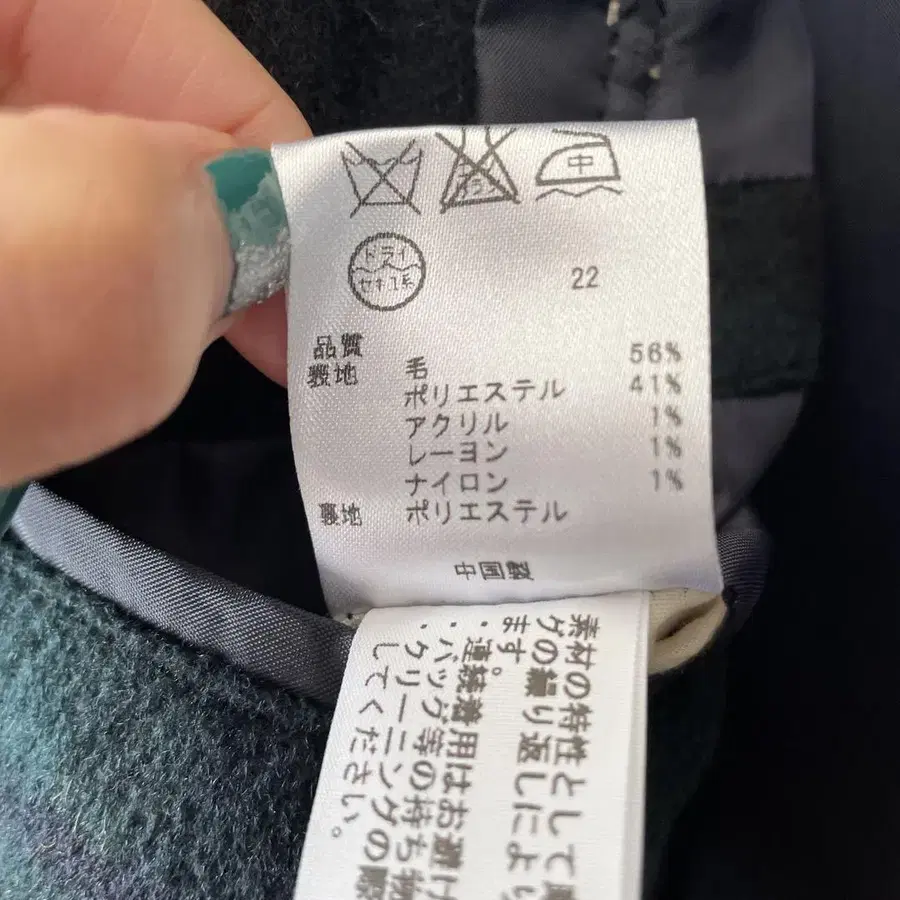 中
ドライ
セキユ系
22
品質
表地 毛 56%
ポリエステル 41%
アクリル 1%
レーヨン 1%
ナイロン 1%
裏地 ポリエステル
中国製
素材の特性として
グの繰り返しにより
ます。
・連続着用はお避け
・バッグ等の持ち物
クリーニングの際
してください。